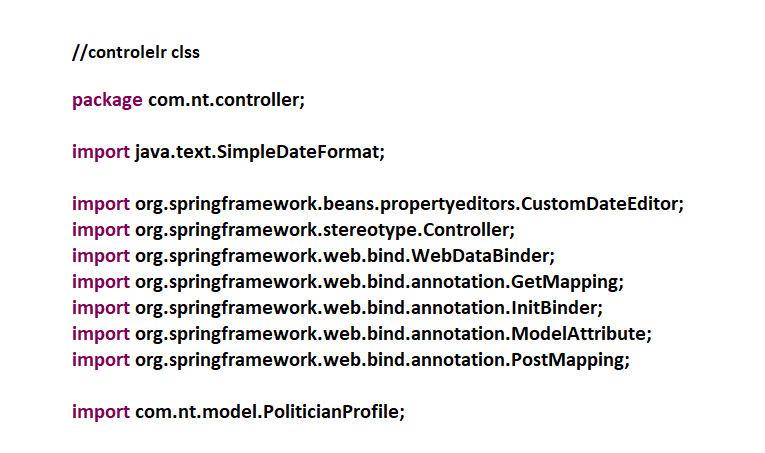 //controlelr clss
package com.nt.controller;
import java.text.SimpleDateFormat;
import org.springframework.beans.propertyeditors.CustomDateEditor;
import org.springframework.stereotype.Controller;
import org.springframework.web.bind.WebDataBinder;
import org.springframework.web.bind.annotation.GetMapping;
import org.springframework.web.bind.annotation.InitBinder;
import org.springframework.web.bind.annotation.ModelAttribute;
import org.springframework.web.bind.annotation.PostMapping;
import com.nt.model.PoliticianProfile;